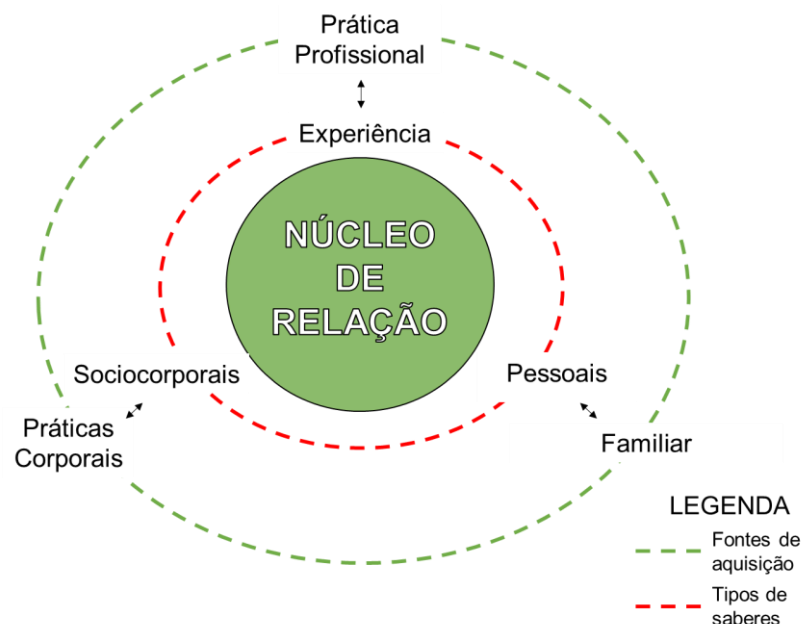 Prática
Profissional
Experiência
NÚCLEO
DE
RELAÇÃO
Sociocorporais
Pessoais
Práticas
Corporais
Familiar
LEGENDA
Fontes de
aquisição
Tipos de
saberes